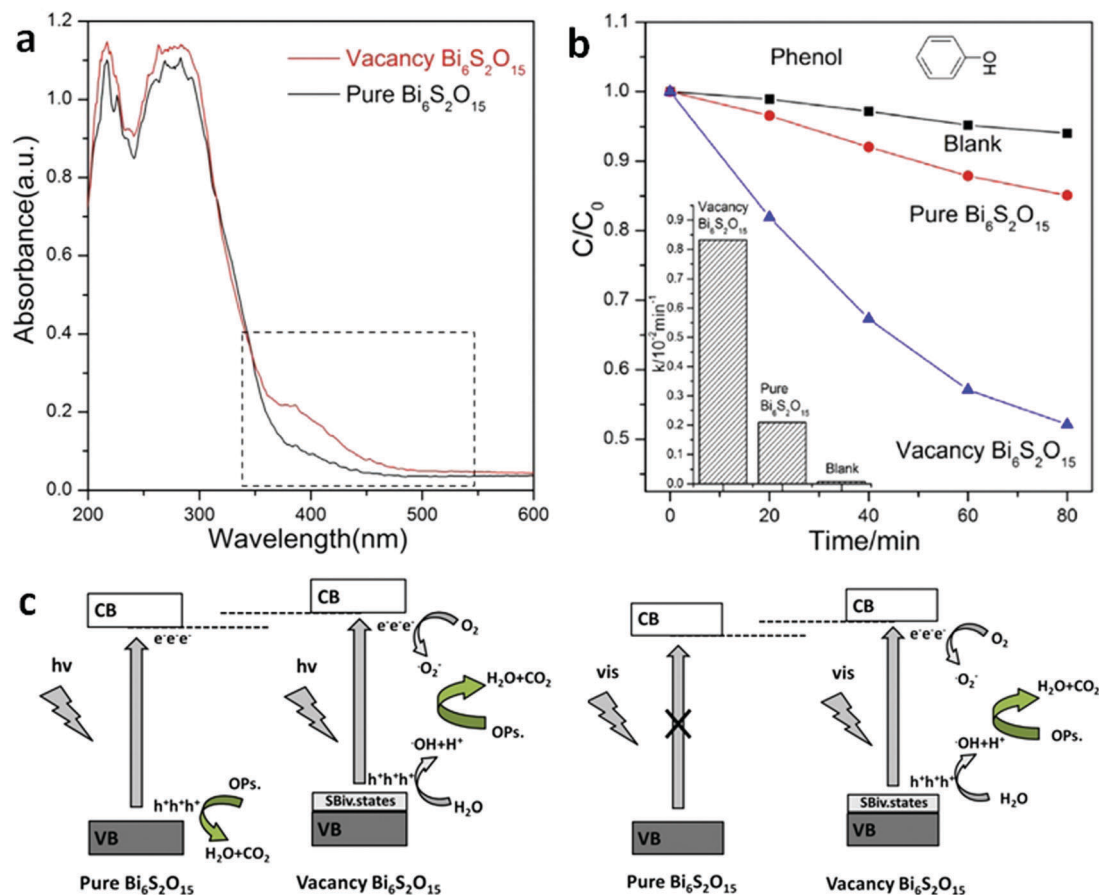 a
Vacancy Bi₆S₂O₁₅
Pure Bi₆S₂O₁₅
1.2
1.0
0.8
0.6
0.4
0.2
0.0
Absorbance(a.u.)
200 250 300 350 400 450 500 550 600
Wavelength(nm)
b
Phenol
OH
1.0
0.9
0.8
0.7
0.6
0.5
C/C₀
Blank
Pure Bi₆S₂O₁₅
Vacancy Bi₆S₂O₁₅
0.9
0.8
0.7
0.6
0.5
0.4
0.3
0.2
0.1
0.0
k/10⁻²min⁻¹
Vacancy
Bi₆S₂O₁₅
Pure
Bi₆S₂O₁₅
Blank
0 20 40 60 80
Time/min
c
CB
e⁻e⁻e⁻
hv
h⁺h⁺h⁺
OPs.
VB
H₂O+CO₂
Pure Bi₆S₂O₁₅
CB
e⁻e⁻e⁻
O₂
·O₂⁻
hv
H₂O+CO₂
OPs.
·OH+H⁺
h⁺h⁺h⁺
SBiv.states
H₂O
VB
Vacancy Bi₆S₂O₁₅
CB
vis
VB
Pure Bi₆S₂O₁₅
CB
e⁻e⁻e⁻
O₂
·O₂⁻
vis
H₂O+CO₂
OPs.
·OH+H⁺
h⁺h⁺h⁺
SBiv.states
H₂O
VB
Vacancy Bi₆S₂O₁₅